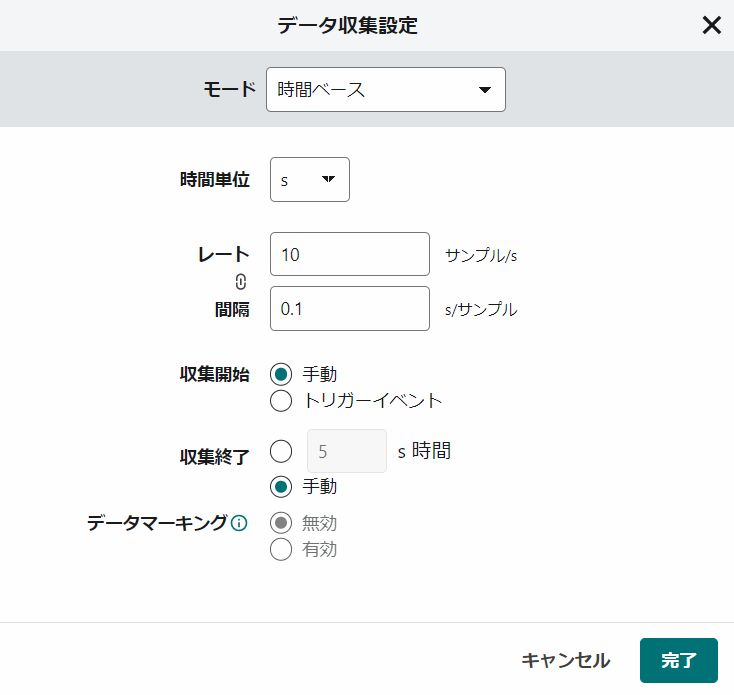 データ収集設定
モード 時間ベース
時間単位 s
レート 10 サンプル/s
間隔 0.1 s/サンプル
収集開始 手動
トリガーイベント
収集終了 5 s 時間
手動
データマーキング 無効
有効
キャンセル 完了